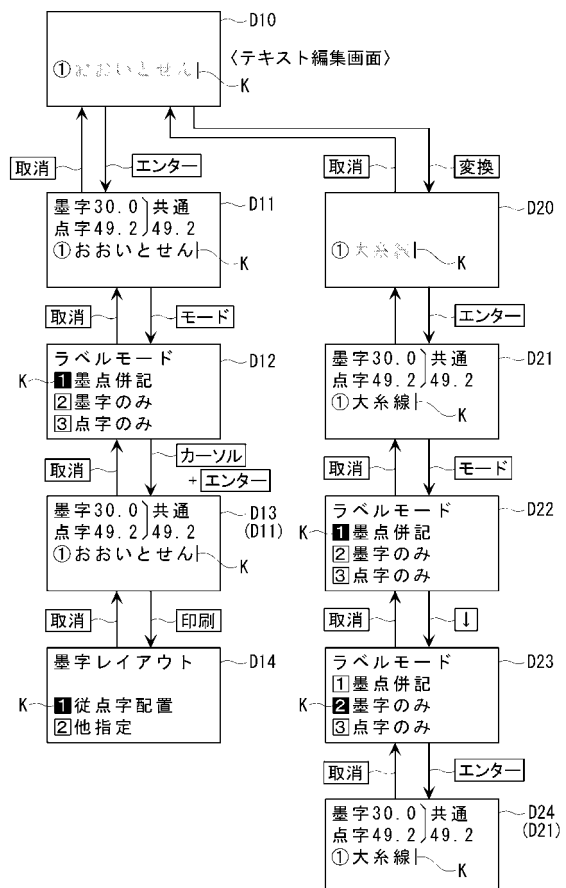 D10
①おおいとせん
〈テキスト編集画面〉
K
取消
エンター
取消
変換
墨字30.0 共通
点字49.2 49.2
①おおいとせん
D11
K
D20
①大糸線
K
取消
モード
エンター
取消
ラベルモード
1墨点併記
2墨字のみ
3点字のみ
D12
K
墨字30.0 共通
点字49.2 49.2
①大糸線
D21
K
取消
カーソル
+エンター
取消
モード
墨字30.0 共通
点字49.2 49.2
①おおいとせん
D13
(D11)
K
ラベルモード
1墨点併記
2墨字のみ
3点字のみ
D22
K
取消
印刷
取消
↓
墨字レイアウト
1従点字配置
2他指定
D14
K
ラベルモード
1墨点併記
2墨字のみ
3点字のみ
D23
K
取消
エンター
墨字30.0 共通
点字49.2 49.2
①大糸線
D24
(D21)
K